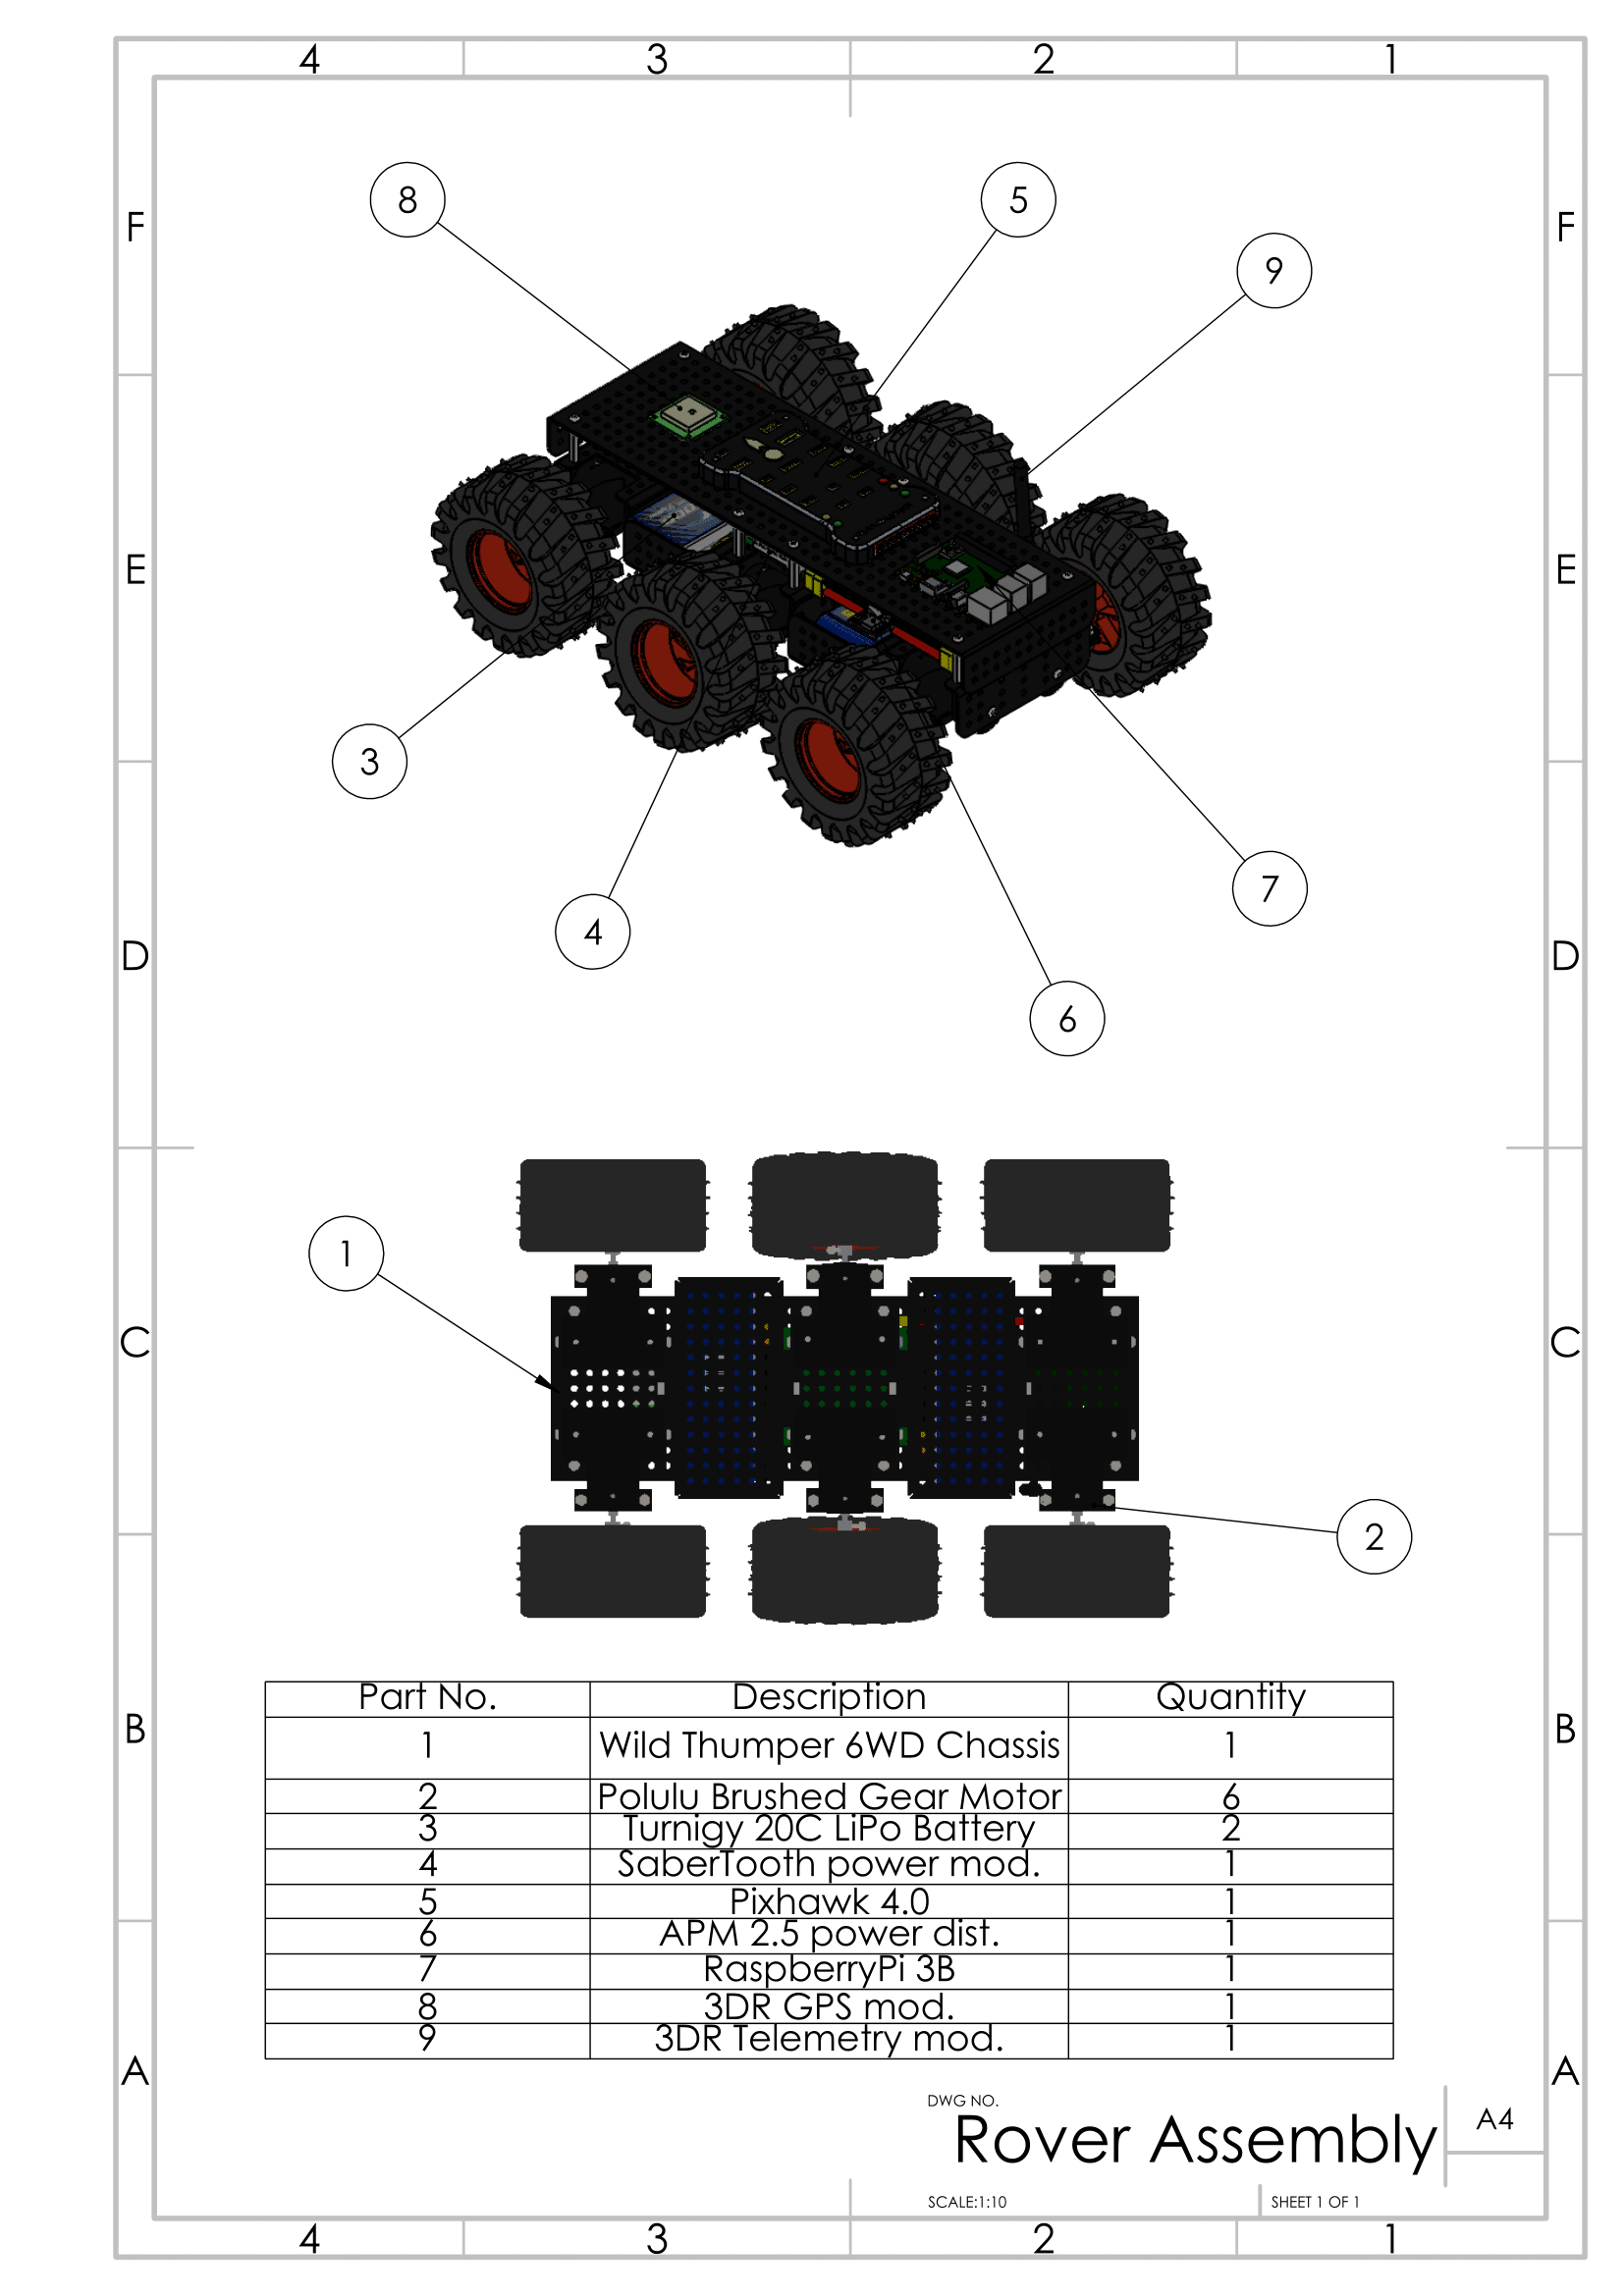 4 3 2 1
F F
8
5
9
E E
3
4
7
6
D D
1
C C
2
Part No. Description Quantity
1 Wild Thumper 6WD Chassis 1
2 Polulu Brushed Gear Motor 6
3 Turnigy 20C LiPo Battery 2
4 SaberTooth power mod. 1
5 Pixhawk 4.0 1
6 APM 2.5 power dist. 1
7 RaspberryPi 3B 1
8 3DR GPS mod. 1
9 3DR Telemetry mod. 1
B B
A A
DWG NO.
Rover Assembly
A4
SCALE:1:10 SHEET 1 OF 1
4 3 2 1